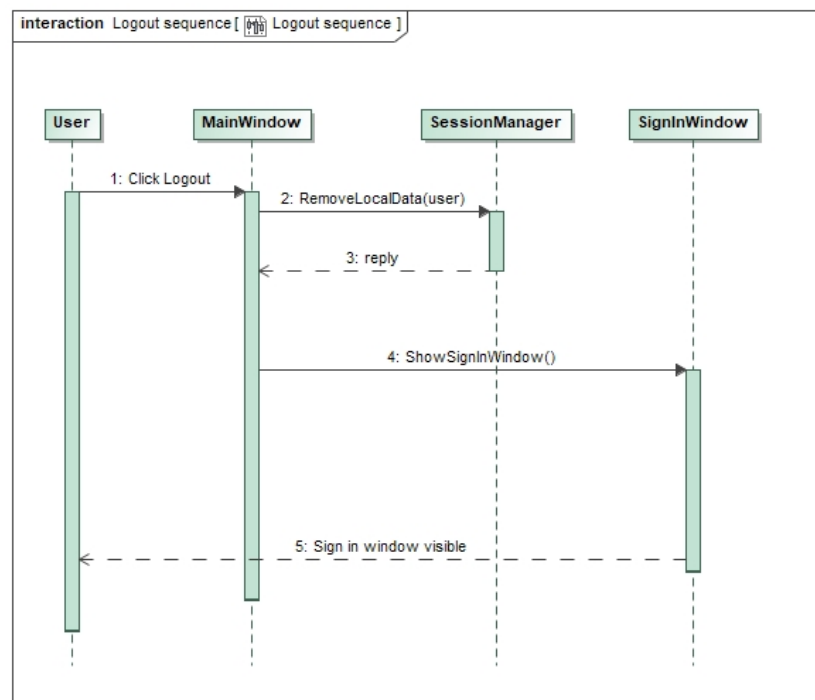 interaction Logout sequence [ Logout sequence ]
User
MainWindow
SessionManager
SignInWindow
1: Click Logout
2: RemoveLocalData(user)
3: reply
4: ShowSignInWindow()
5: Sign in window visible